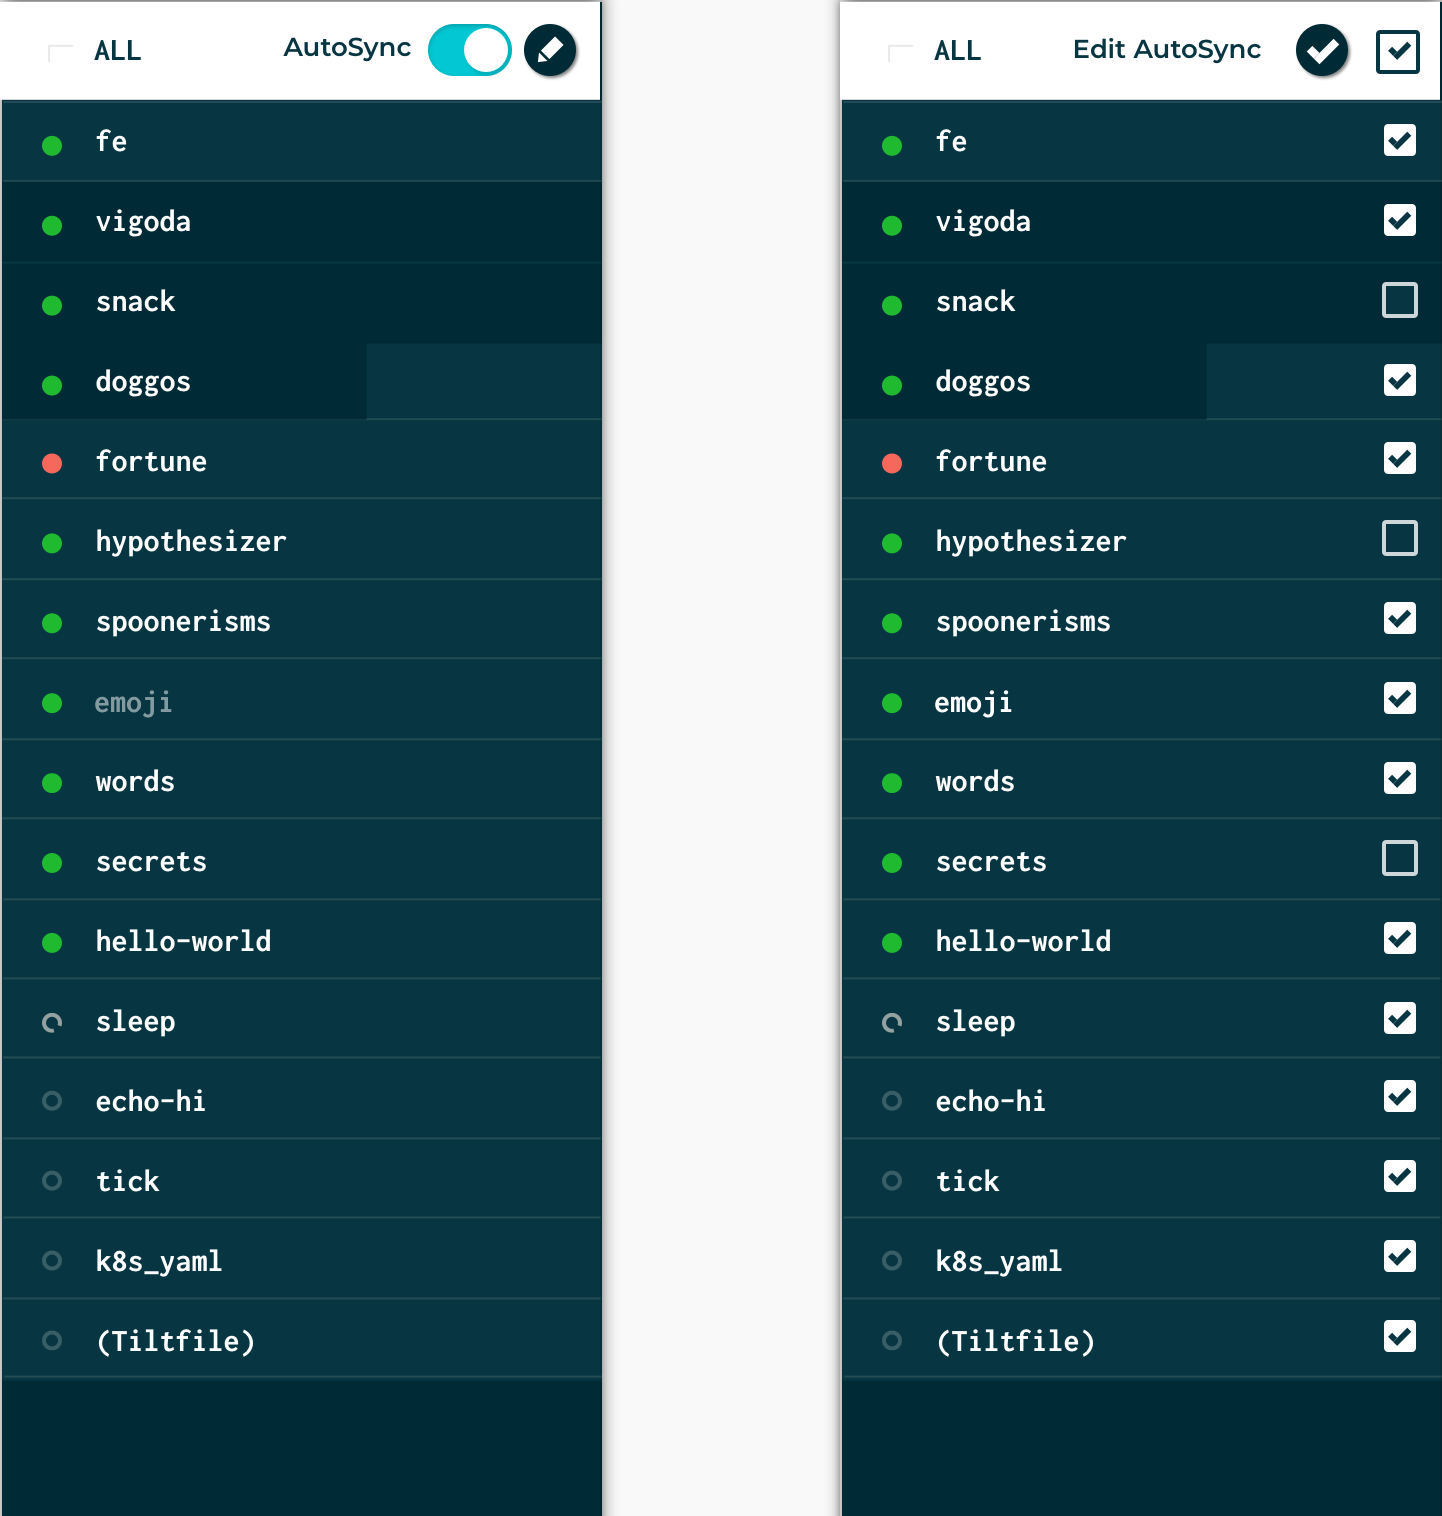 ALL AutoSync
fe
vigoda
snack
doggos
fortune
hypothesizer
spoonerisms
emoji
words
secrets
hello-world
sleep
echo-hi
tick
k8s_yaml
(Tiltfile)
ALL Edit AutoSync
fe
vigoda
snack
doggos
fortune
hypothesizer
spoonerisms
emoji
words
secrets
hello-world
sleep
echo-hi
tick
k8s_yaml
(Tiltfile)